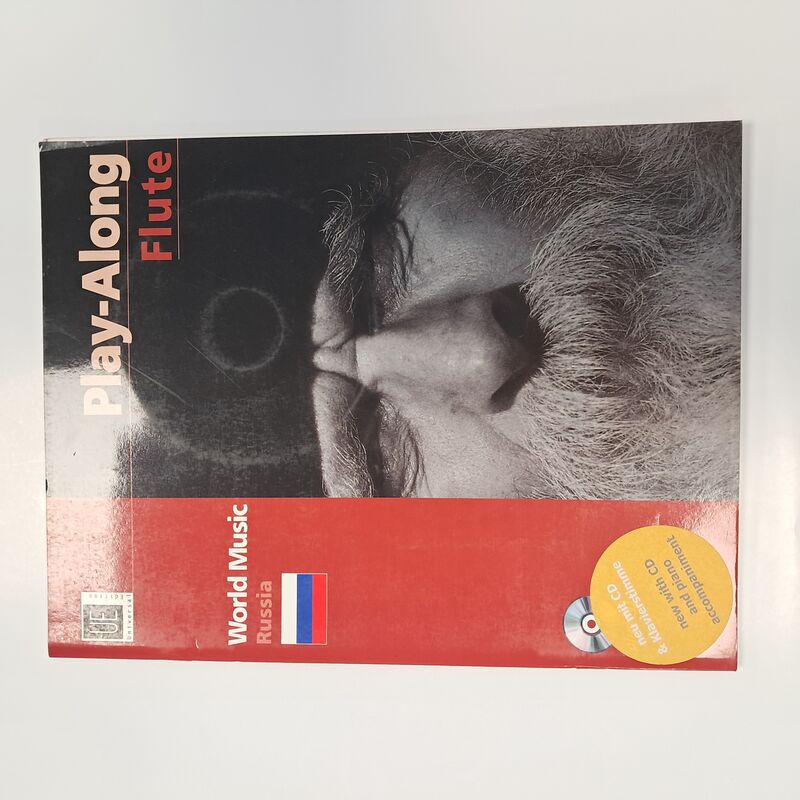 Play-Along
Flute
World Music
Russia
UE
Universal
Edition
neu mit CD
& Klavierstimme
new with CD
and piano
accompaniment